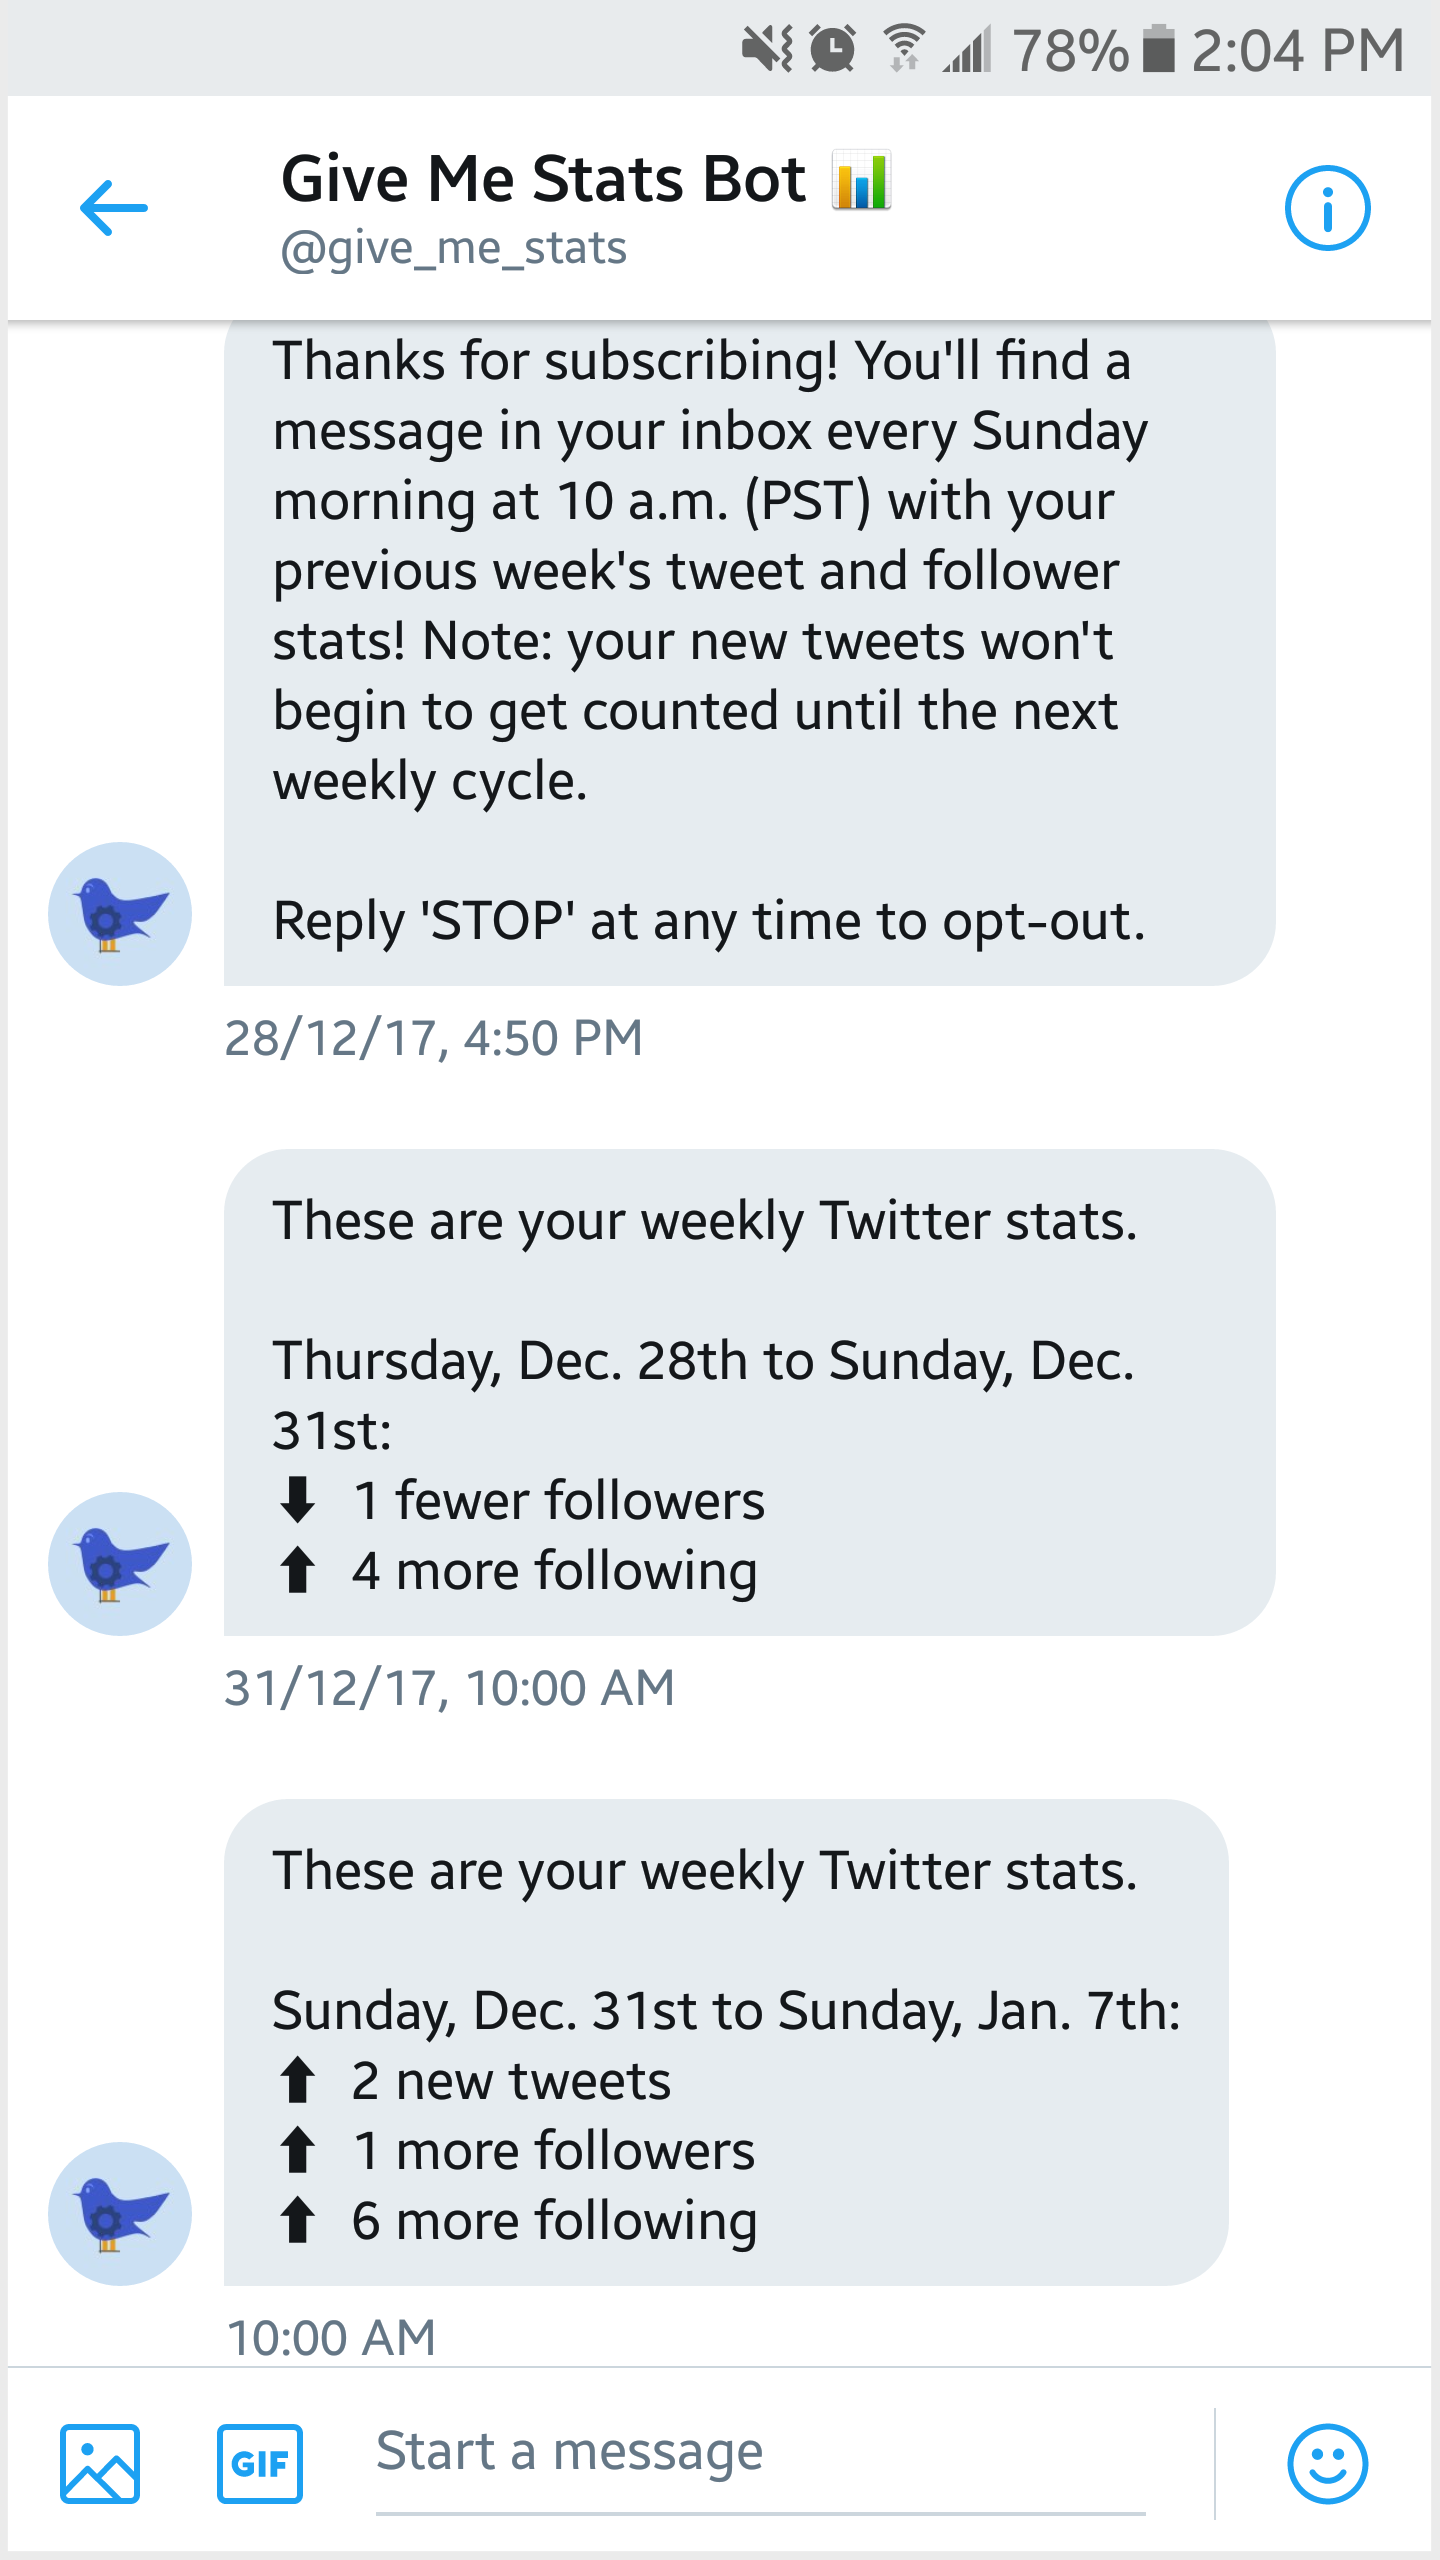 78% 2:04 PM
Give Me Stats Bot 📊
@give_me_stats
Thanks for subscribing! You'll find a
message in your inbox every Sunday
morning at 10 a.m. (PST) with your
previous week's tweet and follower
stats! Note: your new tweets won't
begin to get counted until the next
weekly cycle.
Reply 'STOP' at any time to opt-out.
28/12/17, 4:50 PM
These are your weekly Twitter stats.
Thursday, Dec. 28th to Sunday, Dec.
31st:
⬇ 1 fewer followers
⬆ 4 more following
31/12/17, 10:00 AM
These are your weekly Twitter stats.
Sunday, Dec. 31st to Sunday, Jan. 7th:
⬆ 2 new tweets
⬆ 1 more followers
⬆ 6 more following
10:00 AM
GIF Start a message